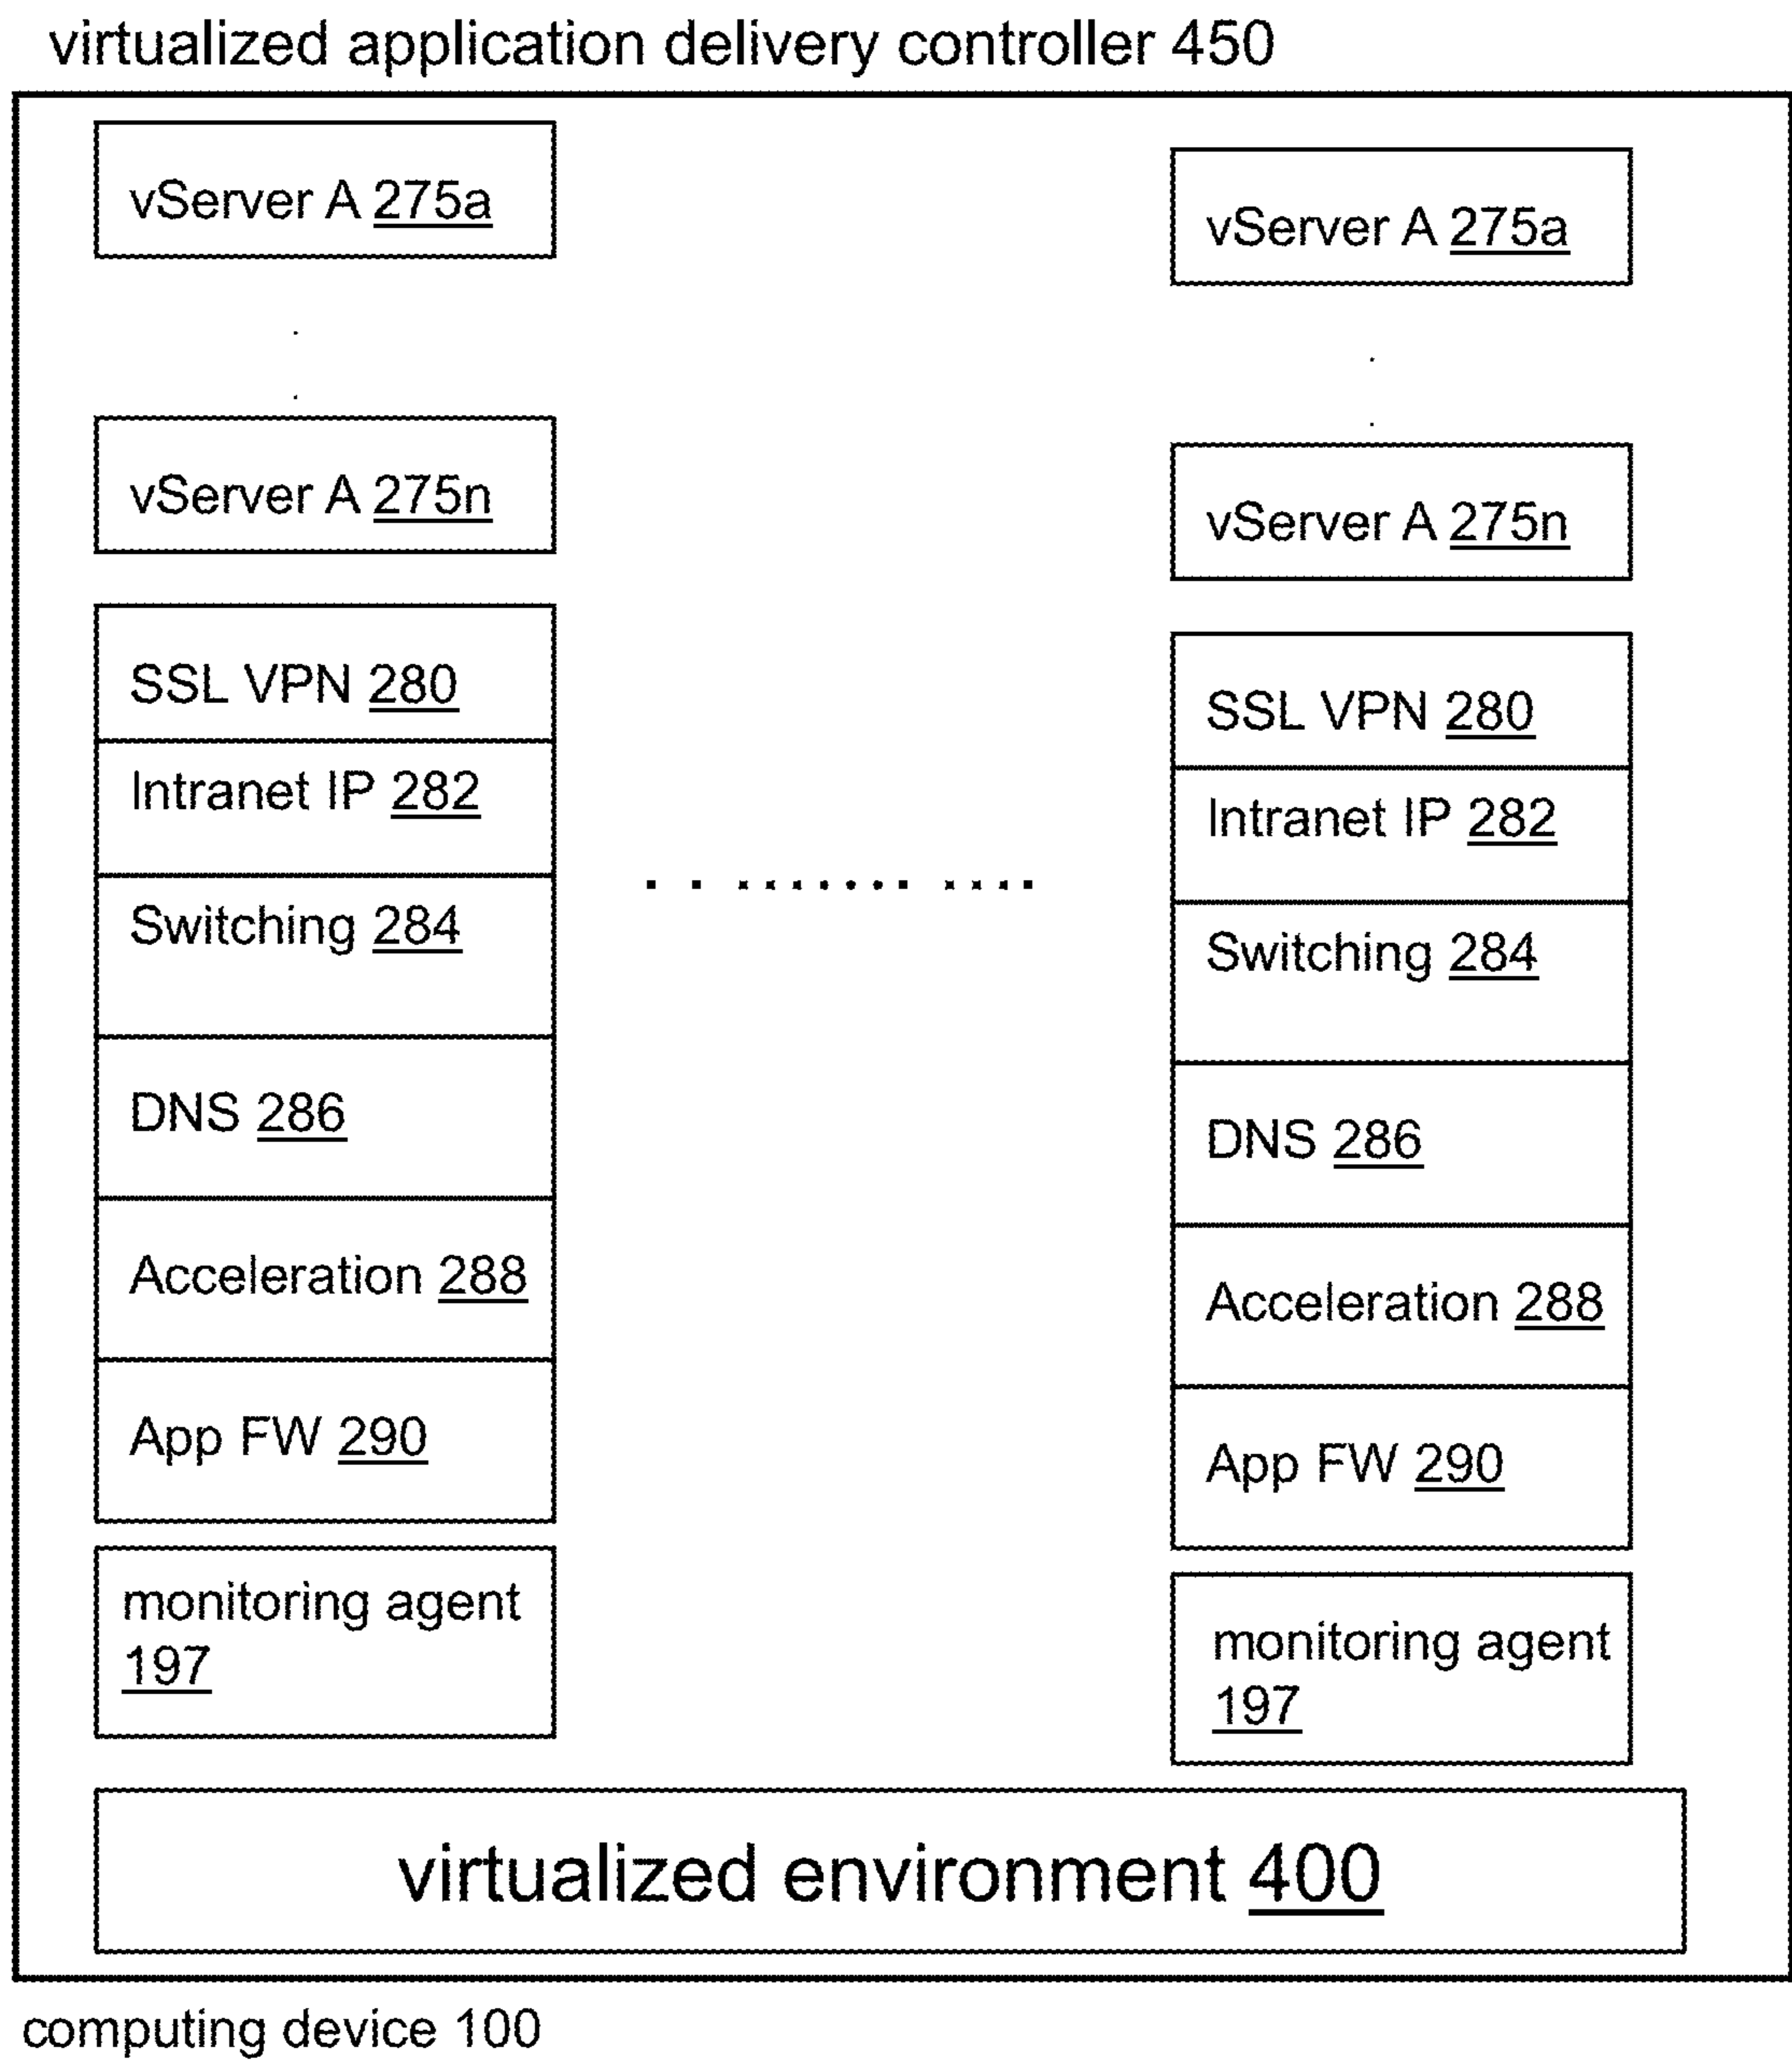 virtualized application delivery controller 450
vServer A 275a
vServer A 275n
SSL VPN 280
Intranet IP 282
Switching 284
DNS 286
Acceleration 288
App FW 290
monitoring agent
197
vServer A 275a
vServer A 275n
SSL VPN 280
Intranet IP 282
Switching 284
DNS 286
Acceleration 288
App FW 290
monitoring agent
197
virtualized environment 400
computing device 100